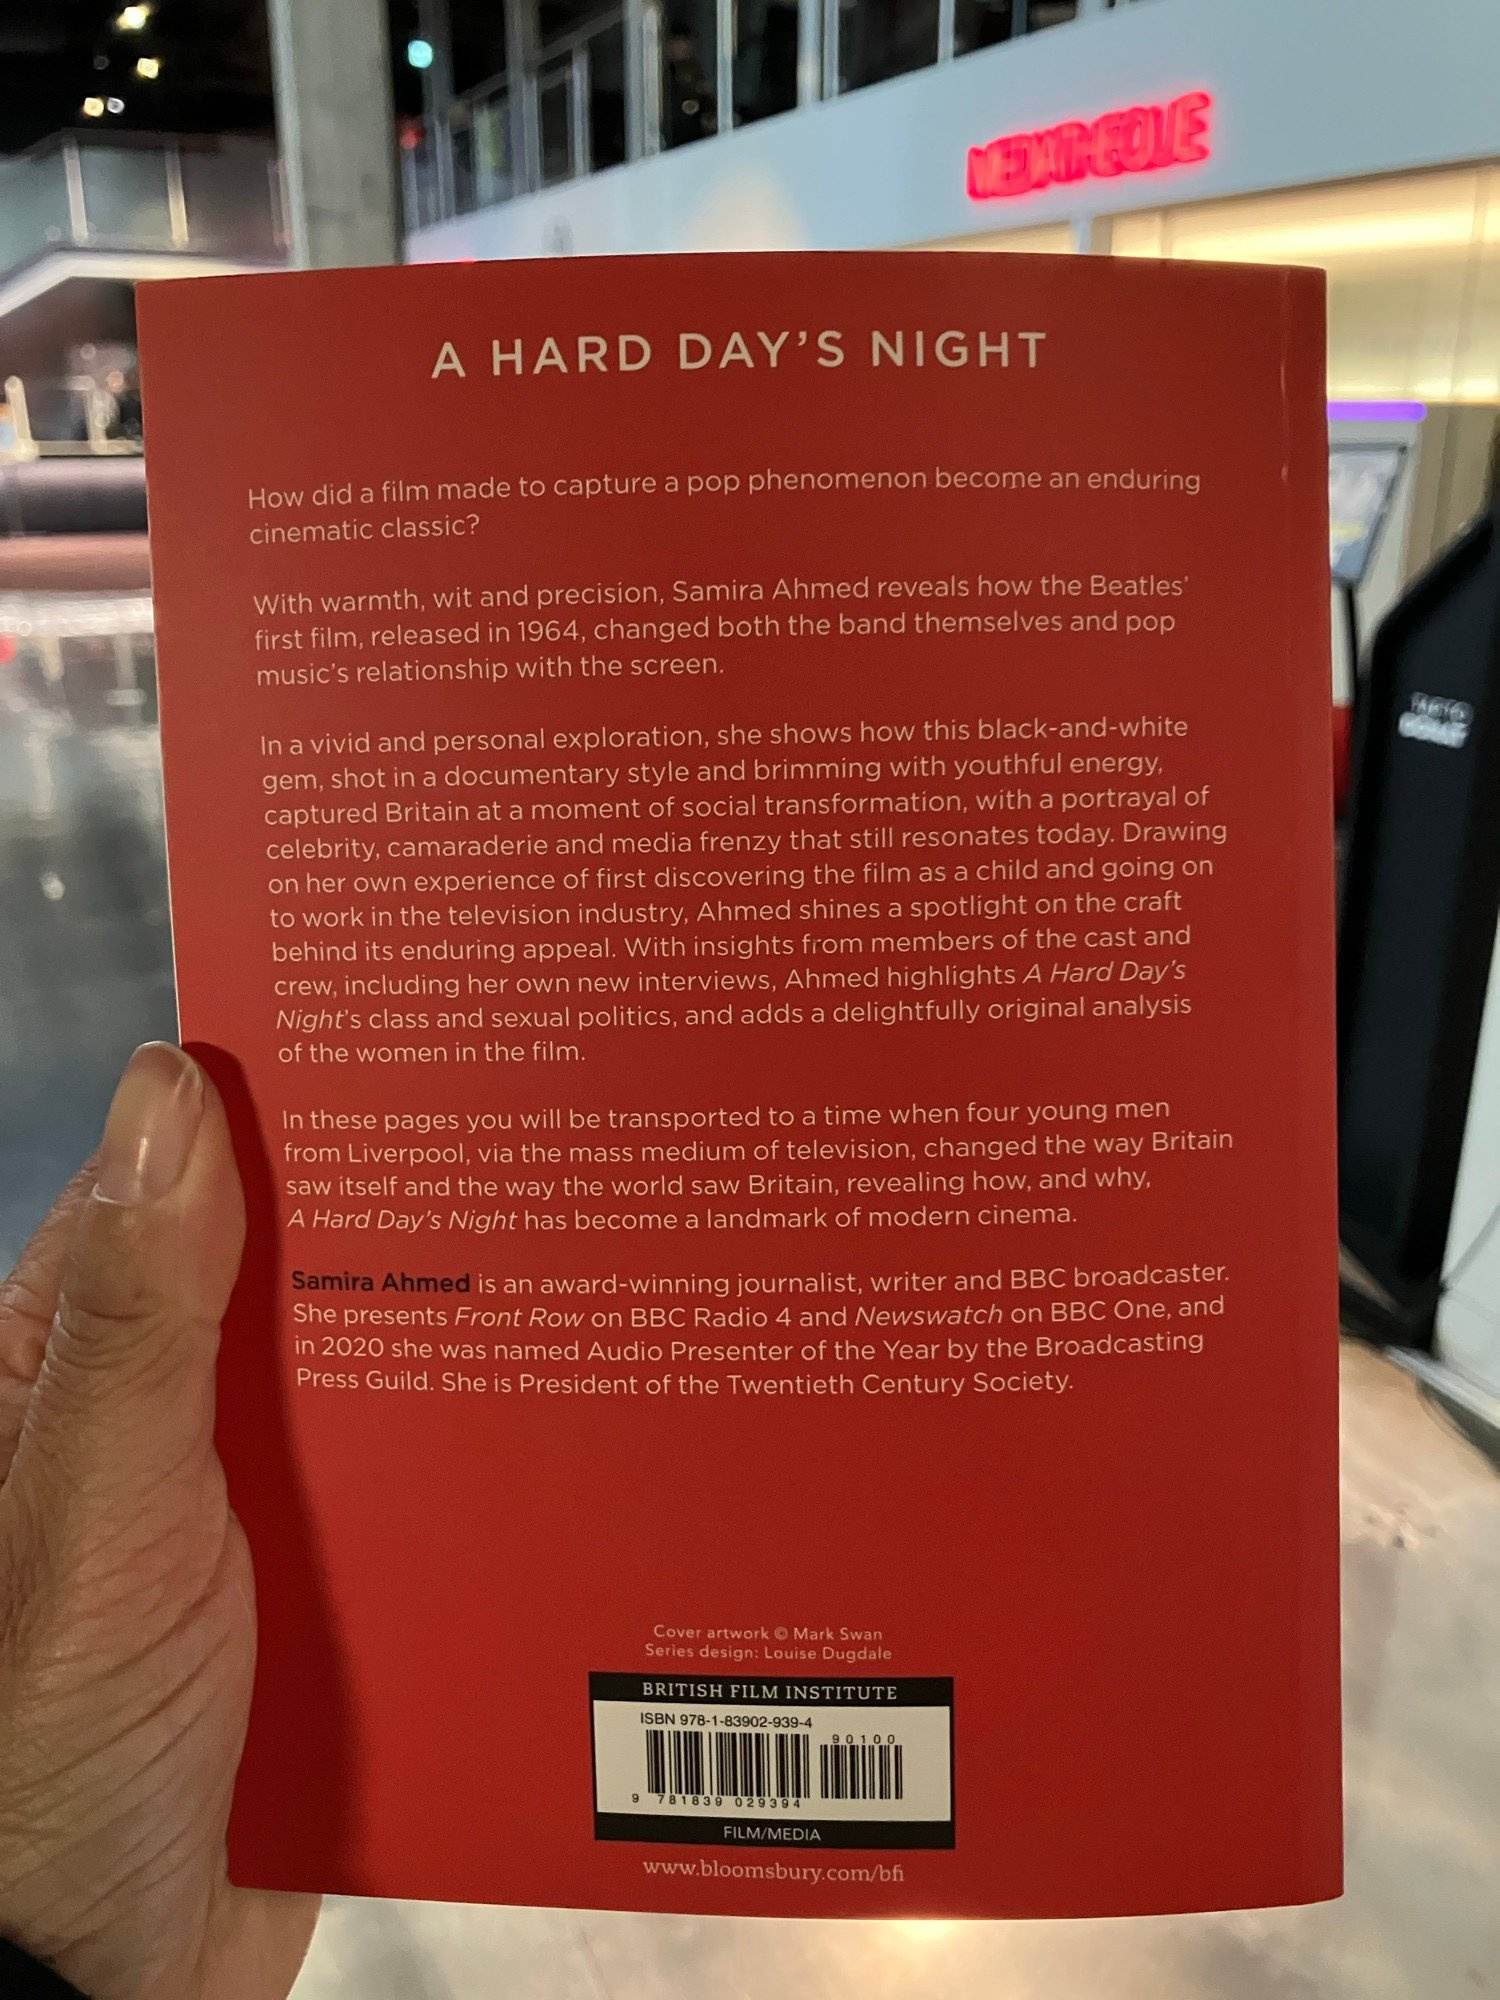 MEDIATHEQUE
A HARD DAY'S NIGHT
How did a film made to capture a pop phenomenon become an enduring
cinematic classic?
With warmth, wit and precision, Samira Ahmed reveals how the Beatles'
first film, released in 1964, changed both the band themselves and pop
music's relationship with the screen.
In a vivid and personal exploration, she shows how this black-and-white
gem, shot in a documentary style and brimming with youthful energy,
captured Britain at a moment of social transformation, with a portrayal of
celebrity, camaraderie and media frenzy that still resonates today. Drawing
on her own experience of first discovering the film as a child and going on
to work in the television industry, Ahmed shines a spotlight on the craft
behind its enduring appeal. With insights from members of the cast and
crew, including her own new interviews, Ahmed highlights A Hard Day's
Night's class and sexual politics, and adds a delightfully original analysis
of the women in the film.
In these pages you will be transported to a time when four young men
from Liverpool, via the mass medium of television, changed the way Britain
saw itself and the way the world saw Britain, revealing how, and why,
A Hard Day's Night has become a landmark of modern cinema.
Samira Ahmed is an award-winning journalist, writer and BBC broadcaster.
She presents Front Row on BBC Radio 4 and Newswatch on BBC One, and
in 2020 she was named Audio Presenter of the Year by the Broadcasting
Press Guild. She is President of the Twentieth Century Society.
Cover artwork © Mark Swan
Series design: Louise Dugdale
BRITISH FILM INSTITUTE
ISBN 978-1-83902-939-4
90100
9 781839 029394
FILM/MEDIA
www.bloomsbury.com/bfi